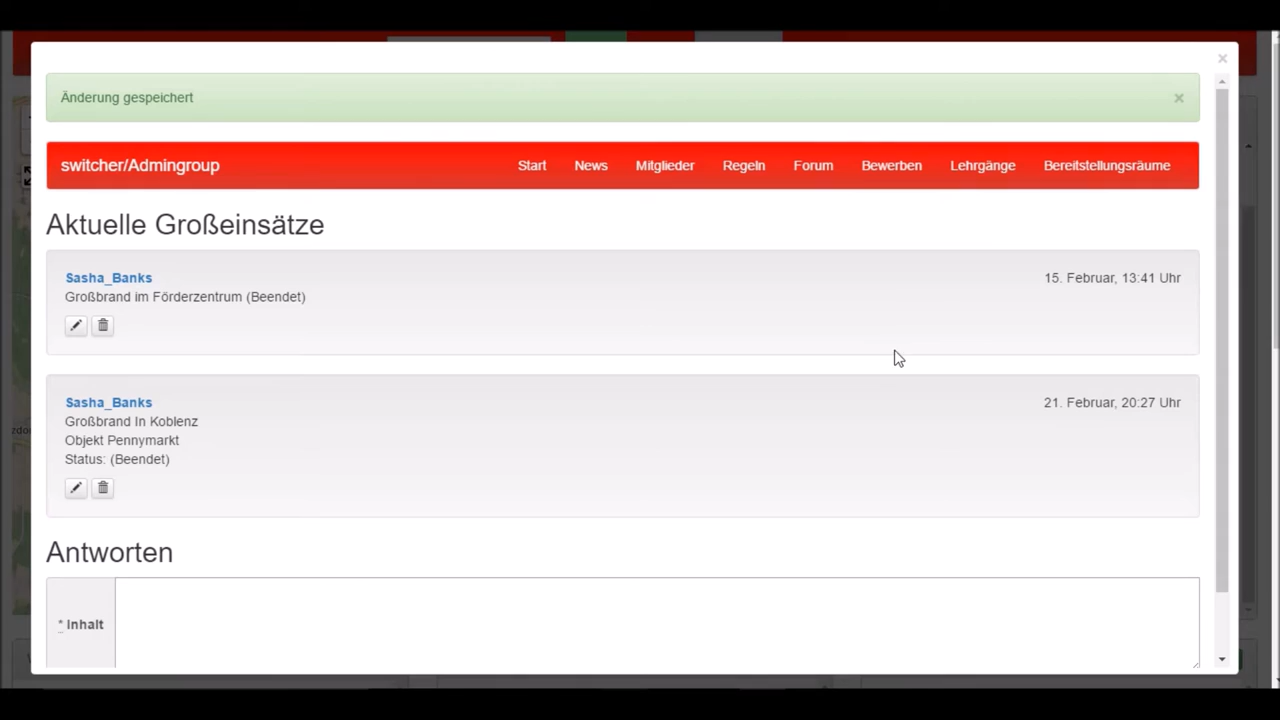 ×
Änderung gespeichert ×
switcher/Admingroup Start News Mitglieder Regeln Forum Bewerben Lehrgänge Bereitstellungsräume
Aktuelle Großeinsätze
Sasha_Banks 15. Februar, 13:41 Uhr
Großbrand im Förderzentrum (Beendet)
Sasha_Banks 21. Februar, 20:27 Uhr
Großbrand In Koblenz
Objekt Pennymarkt
Status: (Beendet)
Antworten
* Inhalt